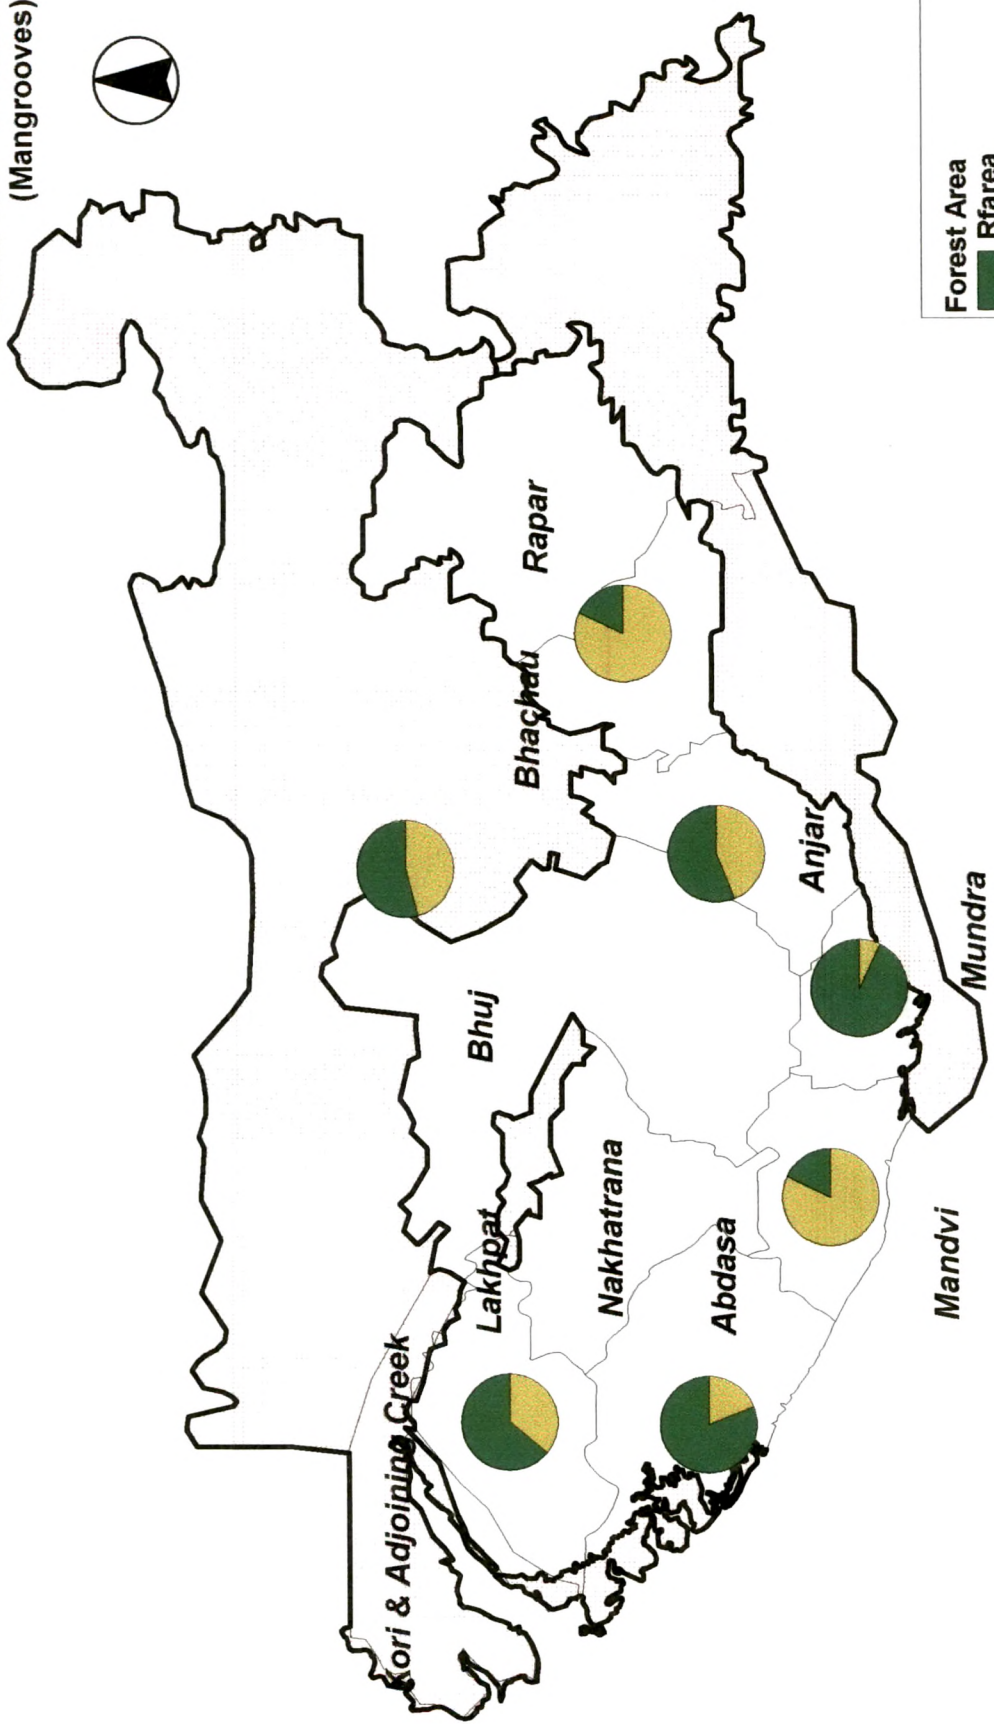 (Mangrooves)
Rapar
Bhachau
Bhuj
Anjar
Mundra
Lakhpat
Nakhatrana
Abdasa
Mandvi
Kori & Adjoining Creek
Forest Area
Rfarea